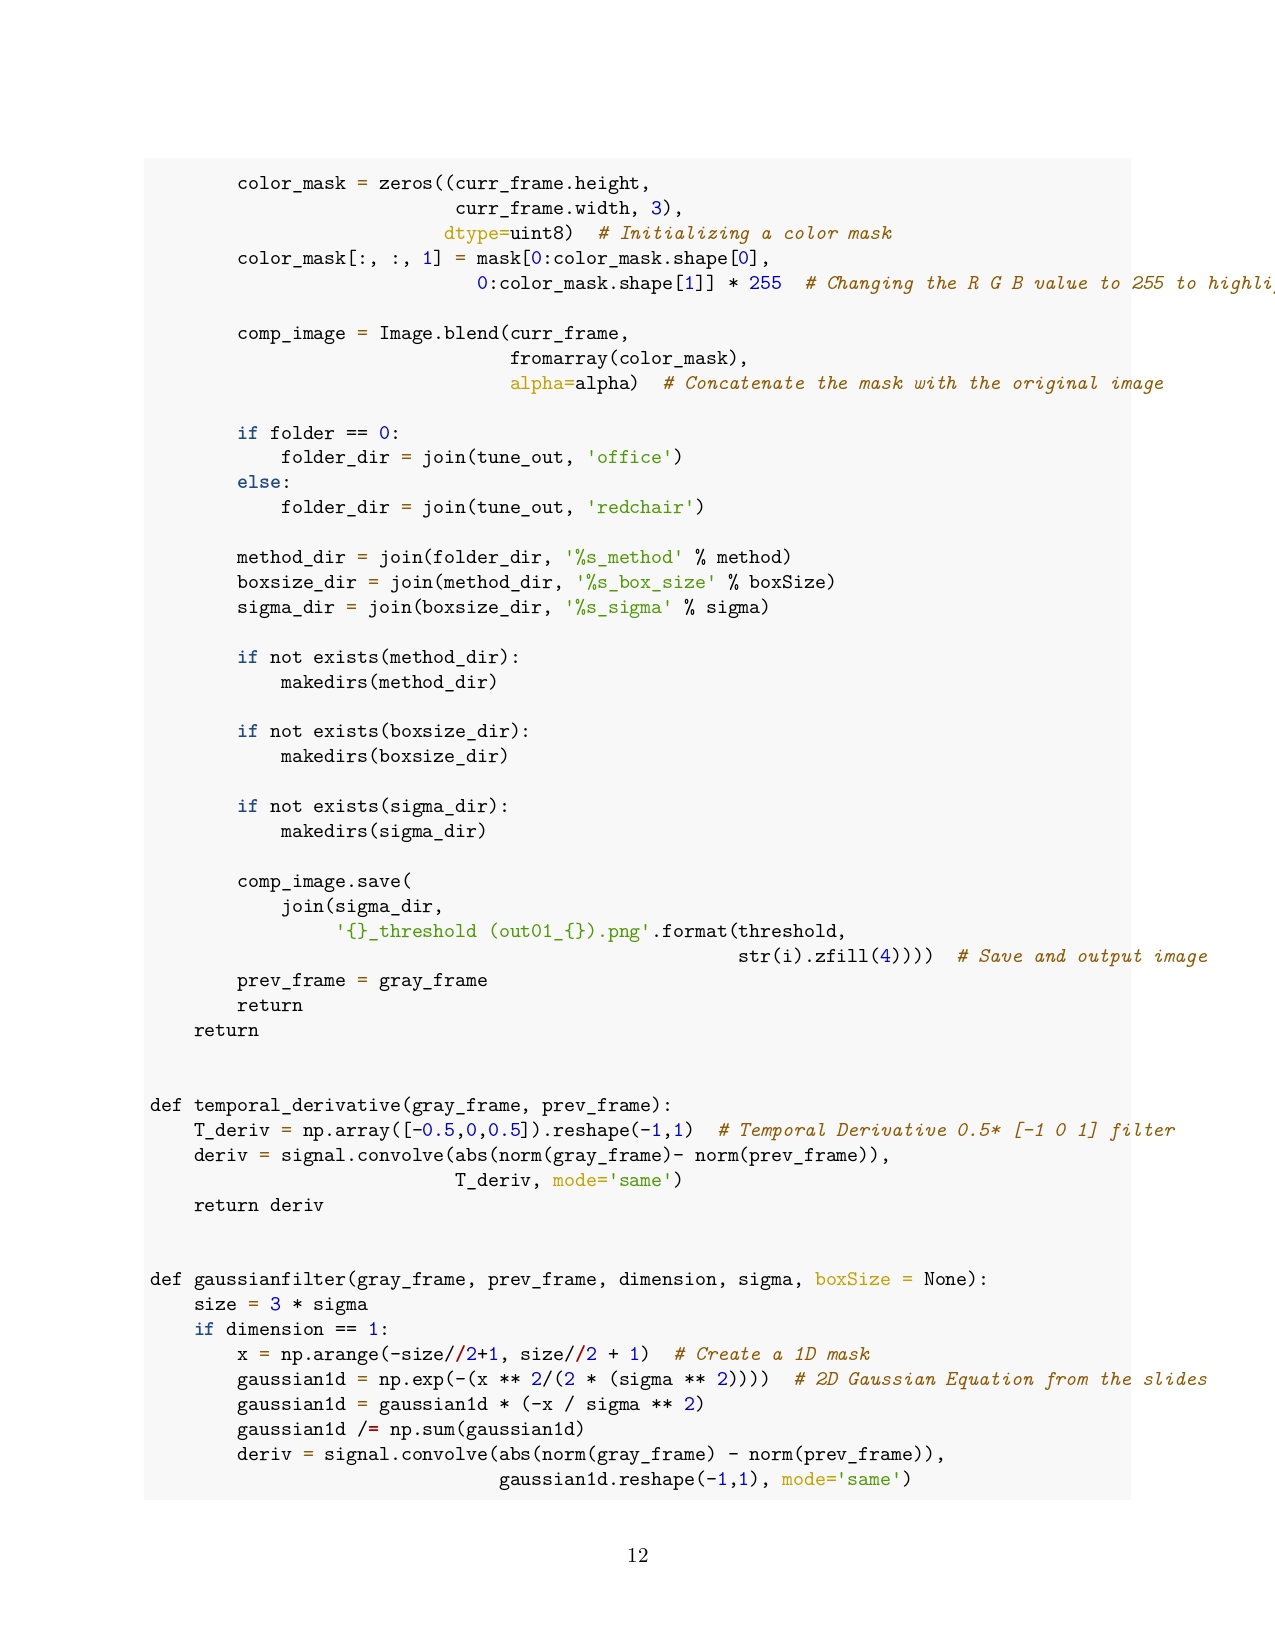 color_mask = zeros((curr_frame.height,
curr_frame.width, 3),
dtype=uint8)  # Initializing a color mask
color_mask[:, :, 1] = mask[0:color_mask.shape[0],
0:color_mask.shape[1]] * 255  # Changing the R G B value to 255 to
comp_image = Image.blend(curr_frame,
fromarray(color_mask),
alpha=alpha)  # Concatenate the mask with the original image
if folder == 0:
folder_dir = join(tune_out, 'office')
else:
folder_dir = join(tune_out, 'redchair')
method_dir = join(folder_dir, '%s_method' % method)
boxsize_dir = join(method_dir, '%s_box_size' % boxSize)
sigma_dir = join(boxsize_dir, '%s_sigma' % sigma)
if not exists(method_dir):
makedirs(method_dir)
if not exists(boxsize_dir):
makedirs(boxsize_dir)
if not exists(sigma_dir):
makedirs(sigma_dir)
comp_image.save(
join(sigma_dir,
'{}_threshold (out01_{}).png'.format(threshold,
str(i).zfill(4))))  # Save and output image
prev_frame = gray_frame
return
return
def temporal_derivative(gray_frame, prev_frame):
T_deriv = np.array([-0.5,0,0.5]).reshape(-1,1)  # Temporal Derivative 0.5* [-1 0 1] filter
deriv = signal.convolve(abs(norm(gray_frame)- norm(prev_frame)),
T_deriv, mode='same')
return deriv
def gaussianfilter(gray_frame, prev_frame, dimension, sigma, boxSize = None):
size = 3 * sigma
if dimension == 1:
x = np.arange(-size//2+1, size//2 + 1)  # Create a 1D mask
gaussian1d = np.exp(-(x ** 2/(2 * (sigma ** 2))))  # 2D Gaussian Equation from the slides
gaussian1d = gaussian1d * (-x / sigma ** 2)
gaussian1d /= np.sum(gaussian1d)
deriv = signal.convolve(abs(norm(gray_frame) - norm(prev_frame)),
gaussian1d.reshape(-1,1), mode='same')
12